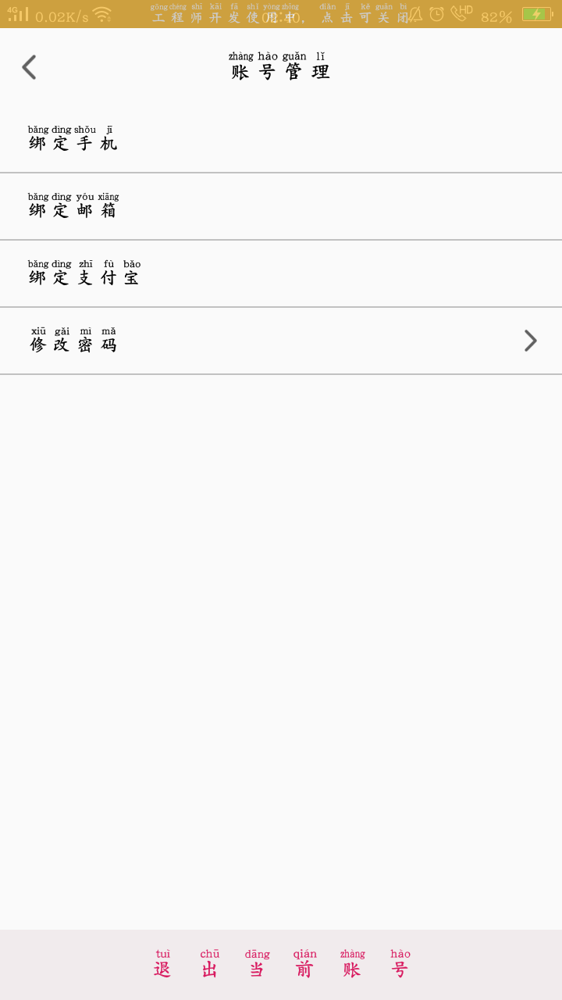 4G 0.02K/s HD 82%
gōng chéng shī kāi fā shǐ yòng zhōng, diǎn jī kě guān bì
工程师开发使用中，点击可关闭
zhàng hào guǎn lǐ
账号管理
bǎng dìng shǒu jī
绑定手机
bǎng dìng yóu xiāng
绑定邮箱
bǎng dìng zhī fù bǎo
绑定支付宝
xiū gǎi mì mǎ
修改密码
tuì chū dāng qián zhàng hào
退出当前账号